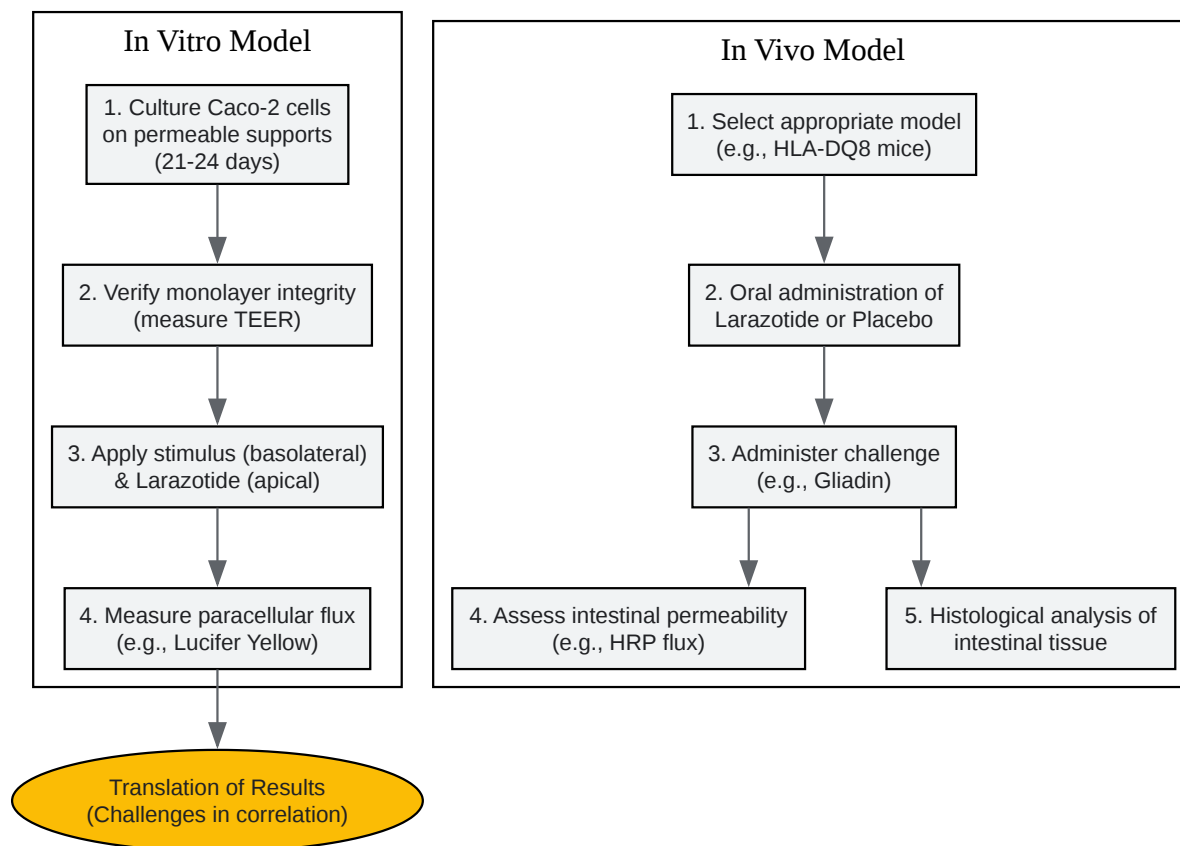 In Vitro Model
1. Culture Caco-2 cells
on permeable supports
(21-24 days)
2. Verify monolayer integrity
(measure TEER)
3. Apply stimulus (basolateral)
& Larazotide (apical)
4. Measure paracellular flux
(e.g., Lucifer Yellow)
Translation of Results
(Challenges in correlation)
In Vivo Model
1. Select appropriate model
(e.g., HLA-DQ8 mice)
2. Oral administration of
Larazotide or Placebo
3. Administer challenge
(e.g., Gliadin)
4. Assess intestinal permeability
(e.g., HRP flux)
5. Histological analysis of
intestinal tissue